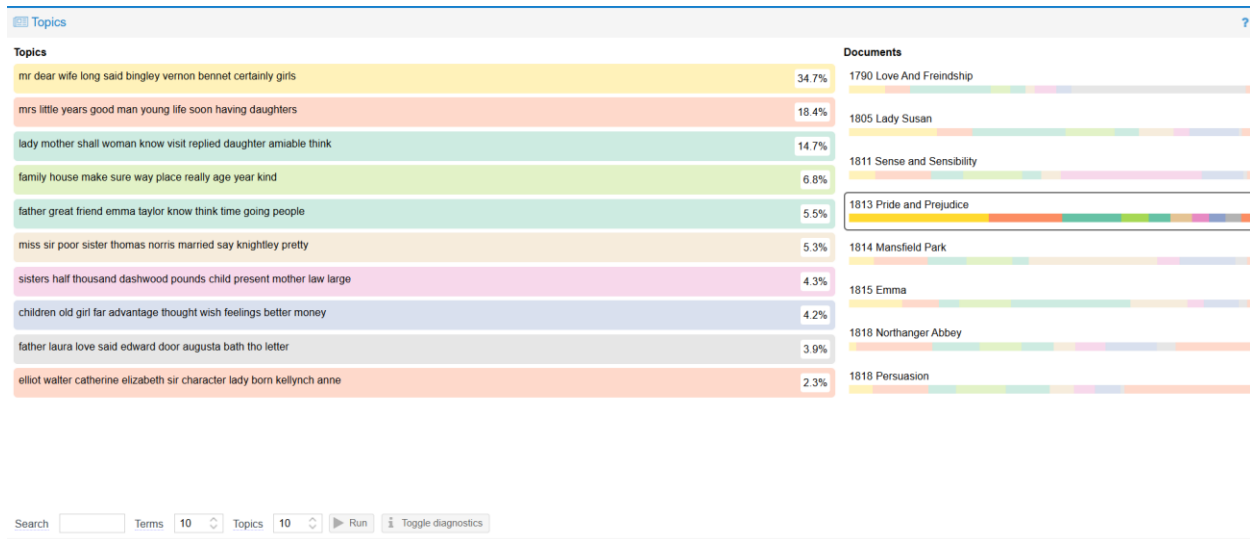 Topics
?
Topics
mr dear wife long said bingley vernon bennet certainly girls 34.7%
mrs little years good man young life soon having daughters 18.4%
lady mother shall woman know visit replied daughter amiable think 14.7%
family house make sure way place really age year kind 6.8%
father great friend emma taylor know think time going people 5.5%
miss sir poor sister thomas norris married say knightley pretty 5.3%
sisters half thousand dashwood pounds child present mother law large 4.3%
children old girl far advantage thought wish feelings better money 4.2%
father laura love said edward door augusta bath tho letter 3.9%
elliot walter catherine elizabeth sir character lady born kellynch anne 2.3%
Documents
1790 Love And Freindship
1805 Lady Susan
1811 Sense and Sensibility
1813 Pride and Prejudice
1814 Mansfield Park
1815 Emma
1818 Northanger Abbey
1818 Persuasion
Search Terms 10 Topics 10 Run i Toggle diagnostics